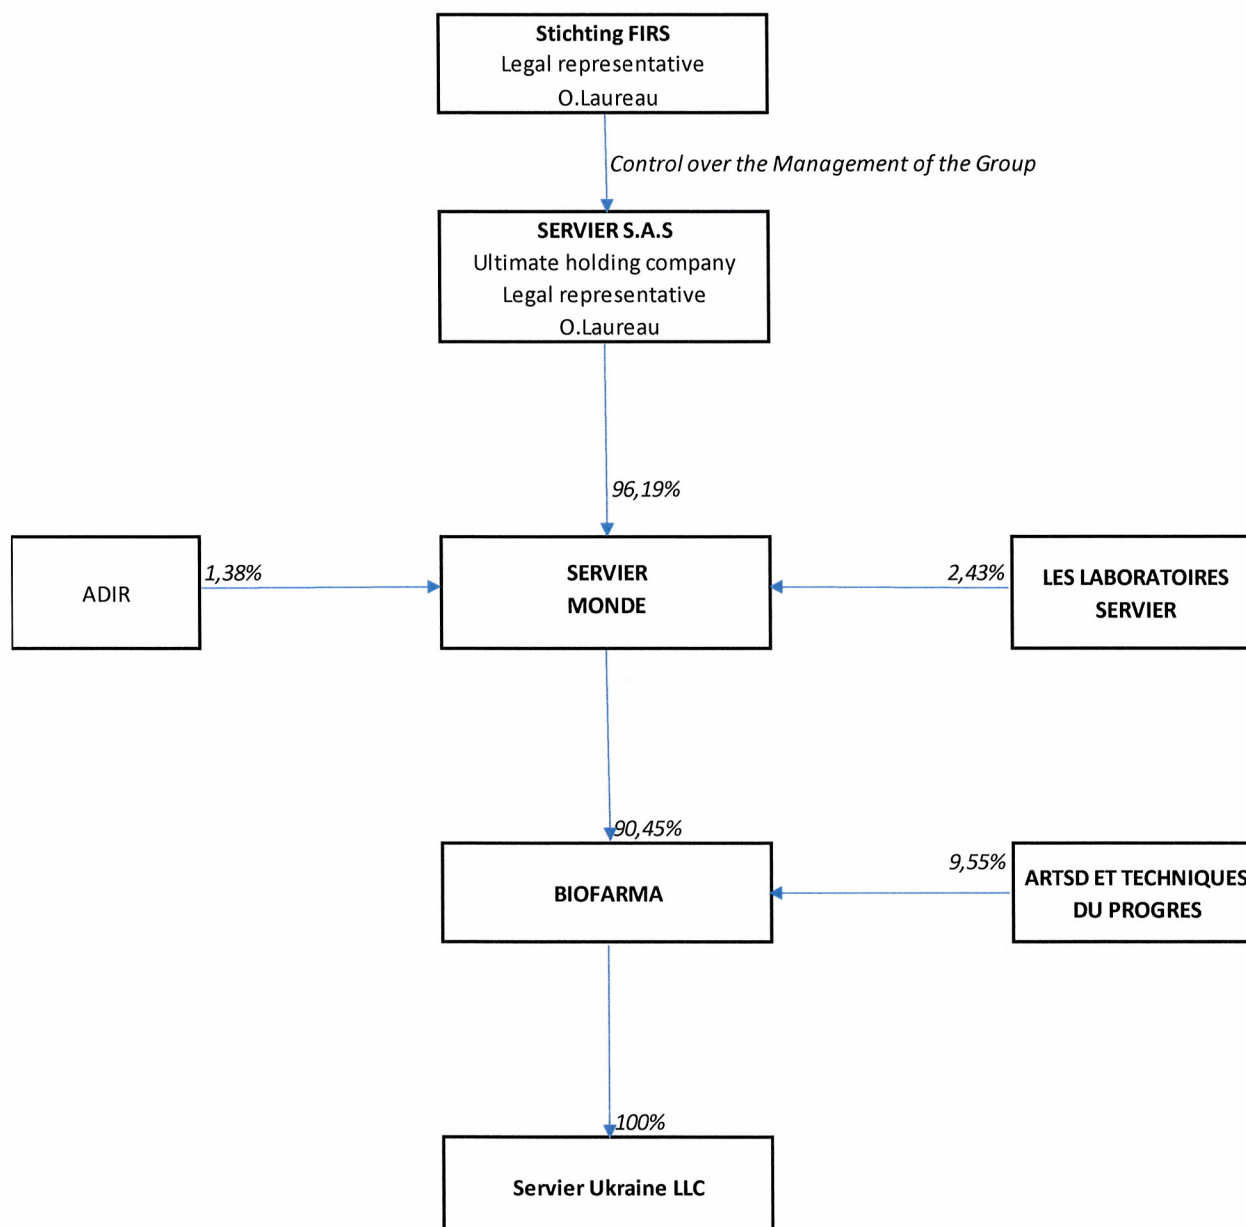 Stichting FIRS
Legal representative
O.Laureau
Control over the Management of the Group
SERVIER S.A.S
Ultimate holding company
Legal representative
O.Laureau
96,19%
ADIR
1,38%
SERVIER
MONDE
2,43%
LES LABORATOIRES
SERVIER
90,45%
BIOFARMA
9,55%
ARTSD ET TECHNIQUES
DU PROGRES
100%
Servier Ukraine LLC